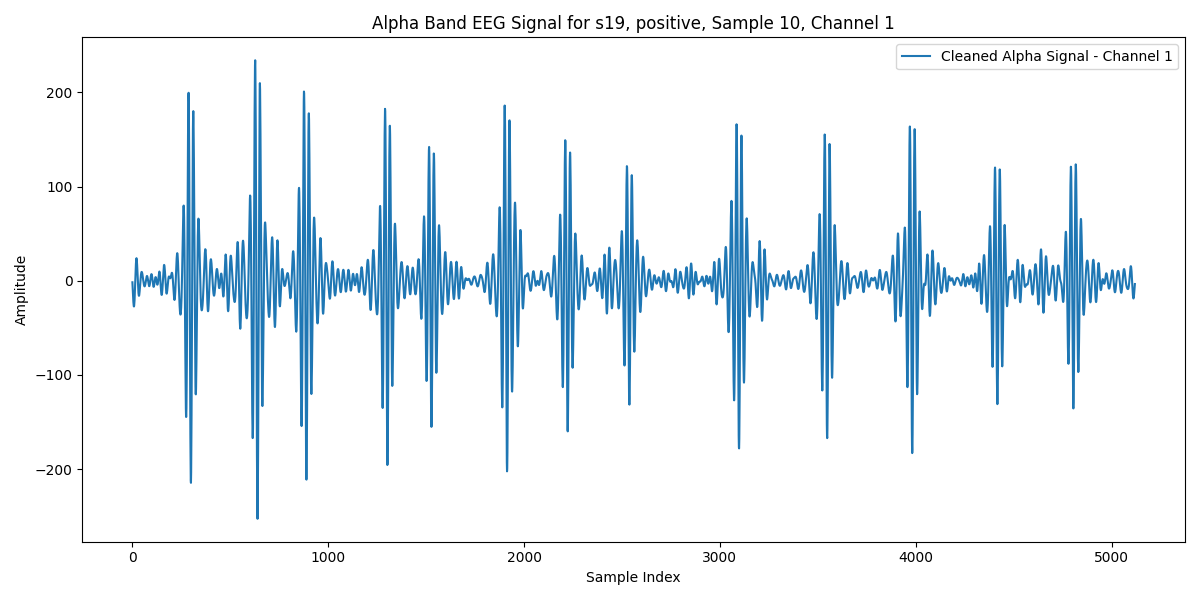 Alpha Band EEG Signal for s19, positive, Sample 10, Channel 1
Cleaned Alpha Signal - Channel 1
Amplitude
200
100
0
−100
−200
0 1000 2000 3000 4000 5000
Sample Index